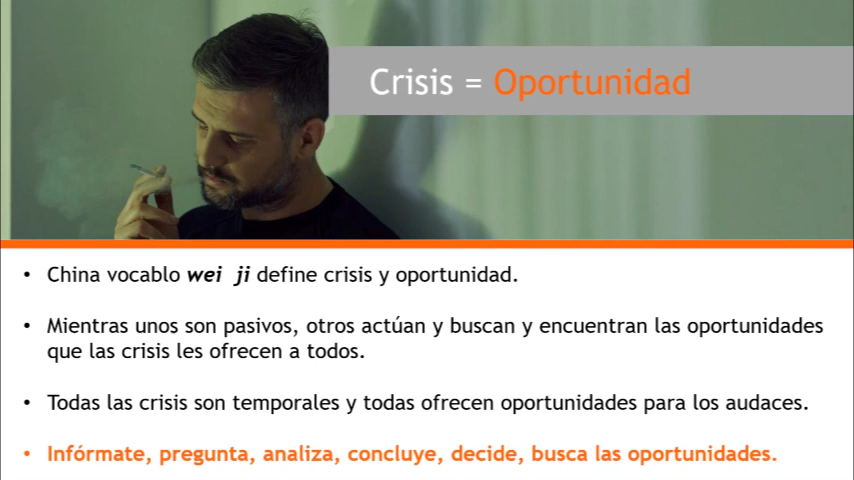 Crisis = Oportunidad
• China vocablo wei ji define crisis y oportunidad.
• Mientras unos son pasivos, otros actúan y buscan y encuentran las oportunidades
que las crisis les ofrecen a todos.
• Todas las crisis son temporales y todas ofrecen oportunidades para los audaces.
• Infórmate, pregunta, analiza, concluye, decide, busca las oportunidades.